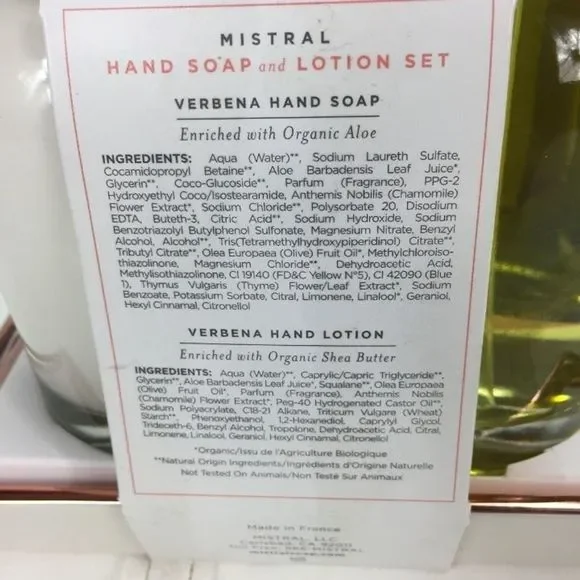 MISTRAL
HAND SOAP and LOTION SET
VERBENA HAND SOAP
Enriched with Organic Aloe
INGREDIENTS: Aqua (Water)**, Sodium Laureth Sulfate,
Cocamidopropyl Betaine**, Aloe Barbadensis Leaf Juice*,
Glycerin**, Coco-Glucoside**, Parfum (Fragrance), PPG-2
Hydroxyethyl Coco/Isostearamide, Anthemis Nobilis (Chamomile)
Flower Extract*, Sodium Chloride**, Polysorbate 20, Disodium
EDTA, Buteth-3, Citric Acid**, Sodium Hydroxide, Sodium
Benzotriazolyl Butylphenol Sulfonate, Magnesium Nitrate, Benzyl
Alcohol, Alcohol**, Tris(Tetramethylhydroxypiperidinol) Citrate**,
Tributyl Citrate**, Olea Europaea (Olive) Fruit Oil*, Methylchloroiso-
thiazolinone, Magnesium Chloride**, Dehydroacetic Acid,
Methylisothiazolinone, CI 19140 (FD&C Yellow N°5), CI 42090 (Blue
1), Thymus Vulgaris (Thyme) Flower/Leaf Extract*, Sodium
Benzoate, Potassium Sorbate, Citral, Limonene, Linalool*, Geraniol,
Hexyl Cinnamal, Citronellol
VERBENA HAND LOTION
Enriched with Organic Shea Butter
INGREDIENTS: Aqua (Water)**, Caprylic/Capric Triglyceride**,
Glycerin**, Aloe Barbadensis Leaf Juice*, Squalane**, Olea Europaea
(Olive) Fruit Oil*, Parfum (Fragrance), Anthemis Nobilis
(Chamomile) Flower Extract*, Peg-40 Hydrogenated Castor Oil**,
Sodium Polyacrylate, C18-21 Alkane, Triticum Vulgare (Wheat)
Starch**, Phenoxyethanol, 1,2-Hexanediol, Caprylyl Glycol,
Trideceth-6, Benzyl Alcohol, Tropolone, Dehydroacetic Acid, Citral,
Limonene, Linalool, Geraniol, Hexyl Cinnamal, Citronellol
*Organic/Issu de l'Agriculture Biologique
**Natural Origin Ingredients/Ingrédients d'Origine Naturelle
Not Tested On Animals/Non Testé Sur Animaux
Made in France
MISTRAL, LLC